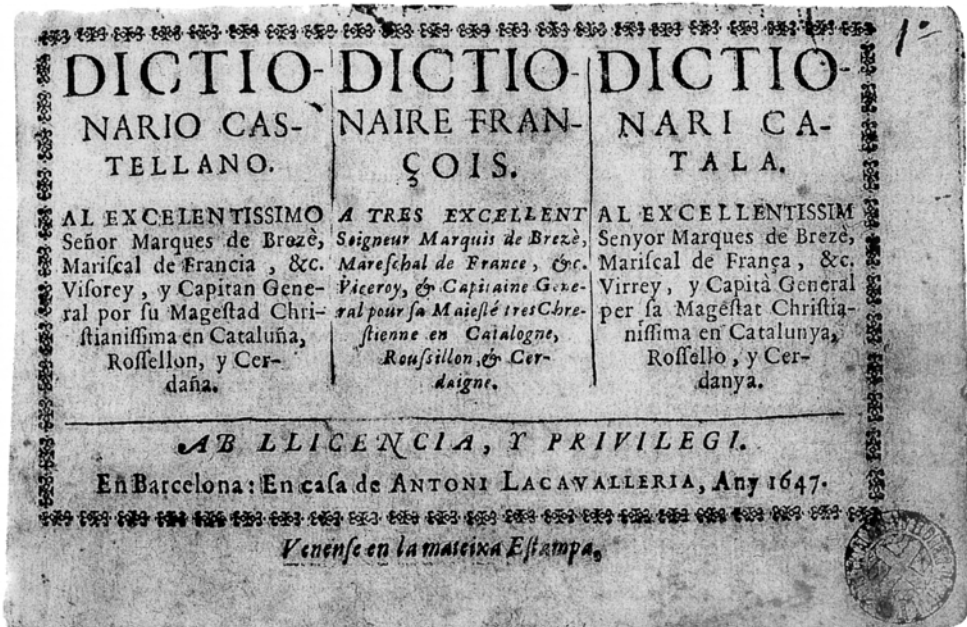 1ª
DICTIO-
NARIO CAS-
TELLANO.
AL EXCELENTISSIMO
Señor Marques de Brezè,
Mariſcal de Francia , &c.
Viſorey , y Capitan Gene-
ral por ſu Mageſtad Chri-
ſtianiſſima en Cataluña,
Roſſellon, y Cer-
daña.
DICTIO-
NAIRE FRAN-
ÇOIS.
A TRES EXCELLENT
Seigneur Marquis de Brezè,
Mareſchal de France , &c.
Viceroy, & Capitaine Gene-
ral pour ſa Maieſté tres Chre-
ſtienne en Catalogne,
Rouſſillon, & Cer-
daigne.
DICTIO-
NARI CA-
TALA.
AL EXCELLENTISSIM
Senyor Marques de Brezè,
Mariſcal de França , &c.
Virrey , y Capità General
per ſa Mageſtat Chriſtia-
niſſima en Catalunya,
Roſſello , y Cer-
danya.
AB LLICENCIA, Y PRIVILEGI.
En Barcelona: En caſa de ANTONI LACAVALLERIA, Any 1647.
Venenſe en la mateixa Eſtampa,